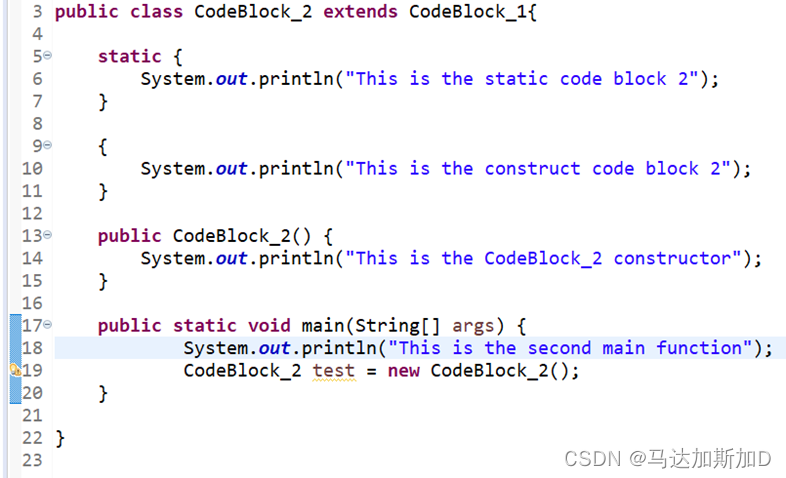 3 public class CodeBlock_2 extends CodeBlock_1{
4
5 static {
6 System.out.println("This is the static code block 2");
7 }
8
9 {
10 System.out.println("This is the construct code block 2");
11 }
12
13 public CodeBlock_2() {
14 System.out.println("This is the CodeBlock_2 constructor");
15 }
16
17 public static void main(String[] args) {
18 System.out.println("This is the second main function");
19 CodeBlock_2 test = new CodeBlock_2();
20 }
21
22 }
23
CSDN @马达加斯加D